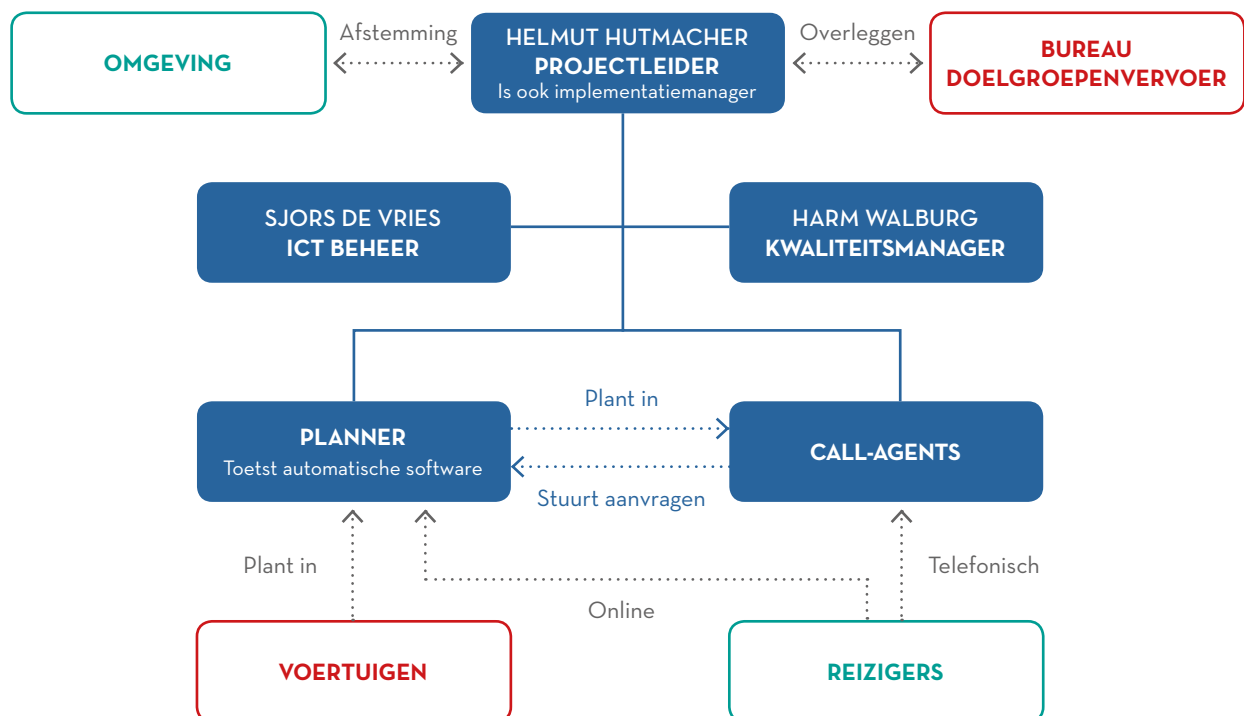 OMGEVING
Afstemming
HELMUT HUTMACHER
PROJECTLEIDER
Is ook implementatiemanager
Overleggen
BUREAU
DOELGROEPENVERVOER
SJORS DE VRIES
ICT BEHEER
HARM WALBURG
KWALITEITSMANAGER
PLANNER
Toetst automatische software
Plant in
Stuurt aanvragen
CALL-AGENTS
Plant in
Online
Telefonisch
VOERTUIGEN
REIZIGERS